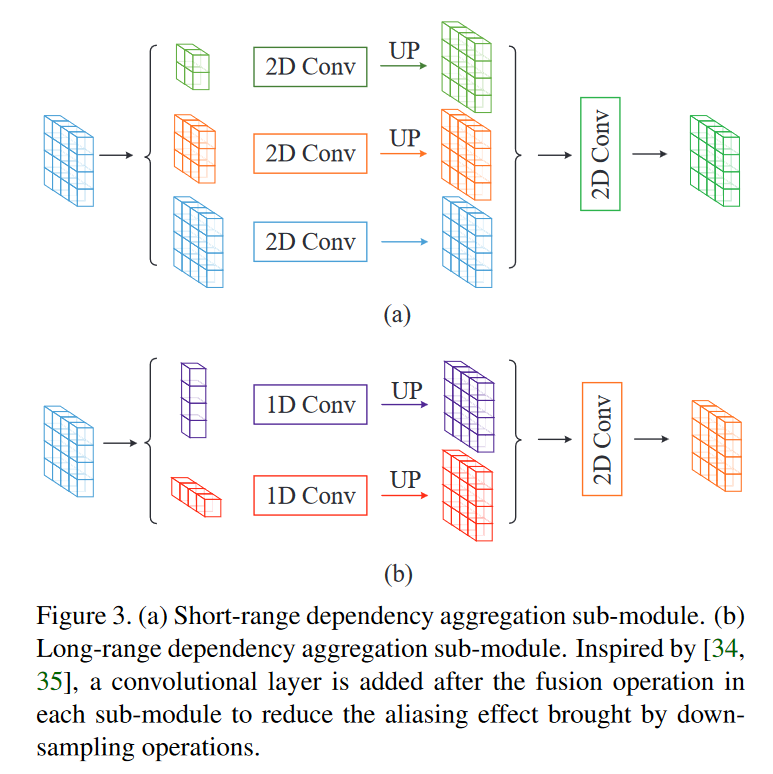 2D Conv
UP
2D Conv
UP
2D Conv
2D Conv
(a)
1D Conv
UP
1D Conv
UP
2D Conv
(b)
Figure 3. (a) Short-range dependency aggregation sub-module. (b)
Long-range dependency aggregation sub-module. Inspired by [34,
35], a convolutional layer is added after the fusion operation in
each sub-module to reduce the aliasing effect brought by down-
sampling operations.